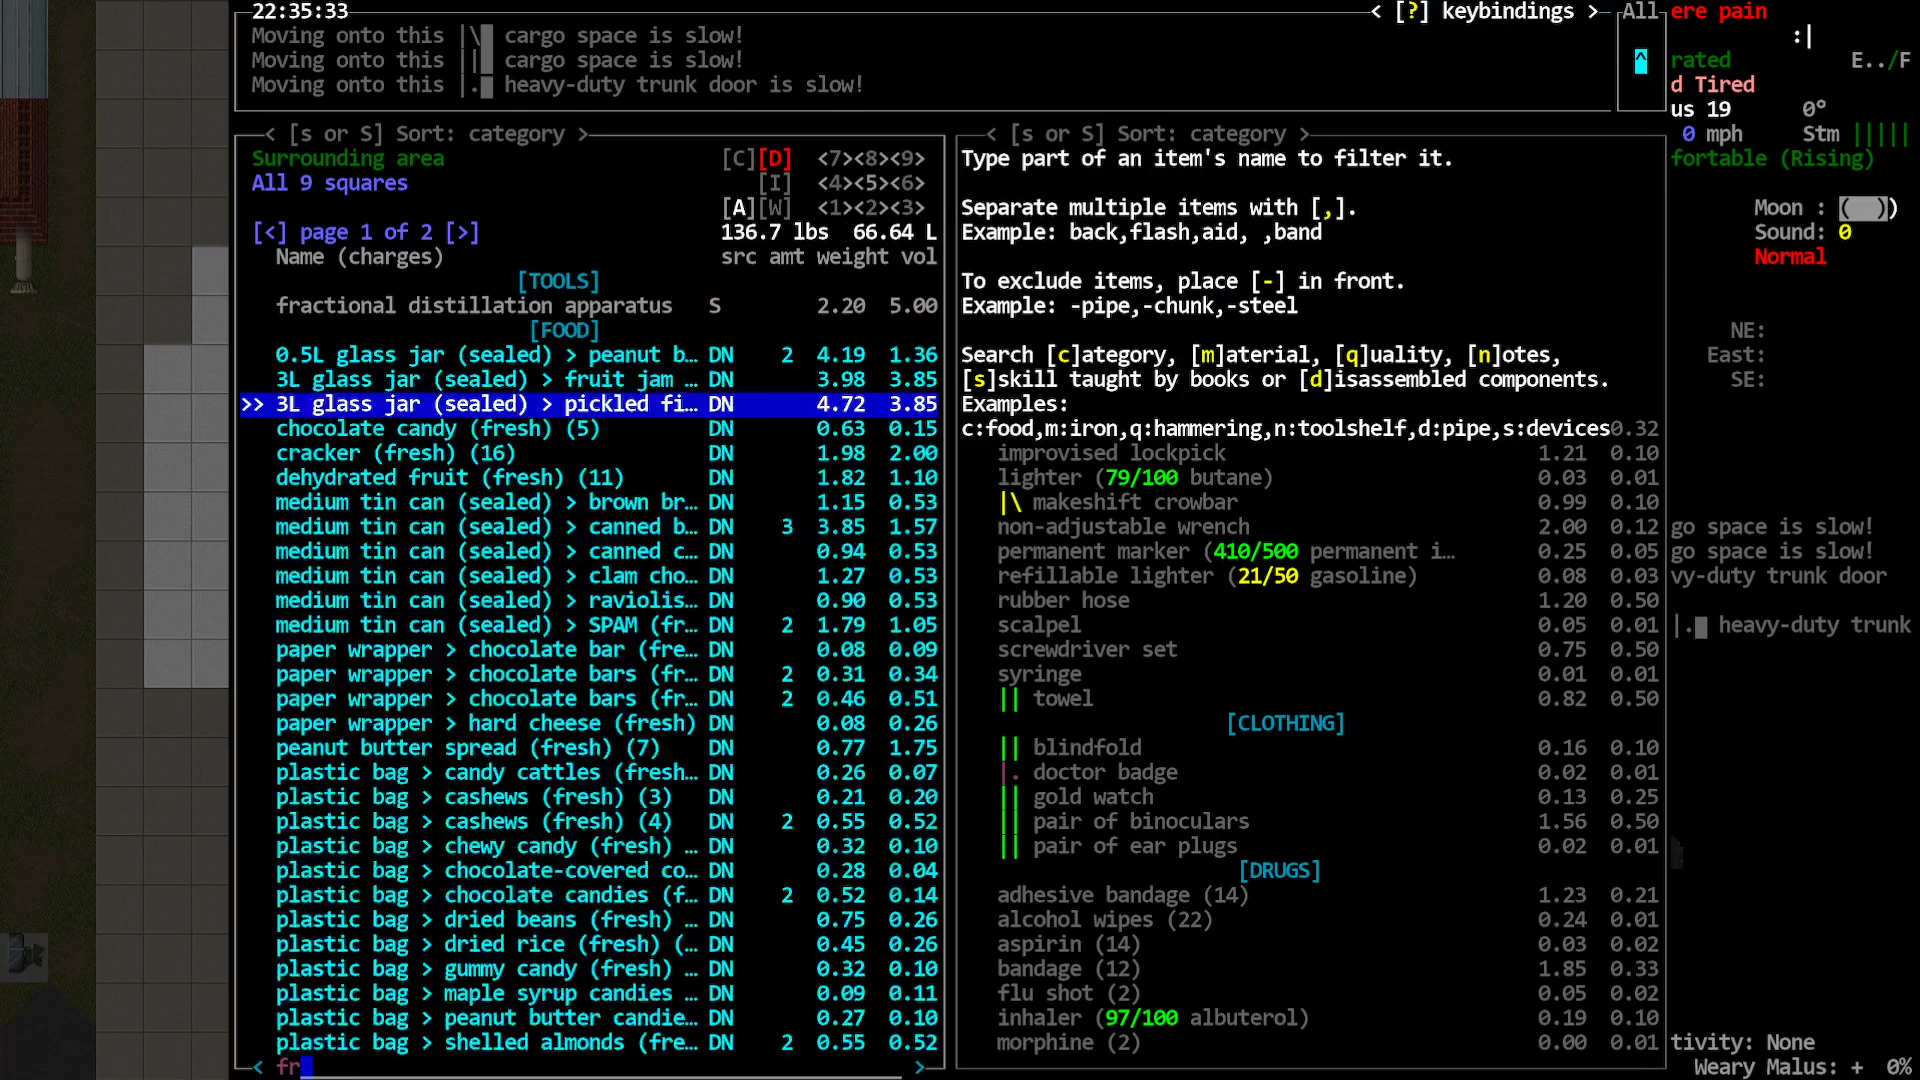 22:35:33
< [?] keybindings >
All
ere pain
Moving onto this |\ cargo space is slow!
:|
Moving onto this || cargo space is slow!
^
rated E../F
Moving onto this |. heavy-duty trunk door is slow!
d Tired
us 19 0°
< [s or S] Sort: category >
< [s or S] Sort: category >
0 mph Stm |||||
Surrounding area [C][D] <7><8><9>
Type part of an item's name to filter it.
fortable (Rising)
All 9 squares [I] <4><5><6>
[A][W] <1><2><3>
Separate multiple items with [,].
Moon : (  ))
[<] page 1 of 2 [>] 136.7 lbs 66.64 L
Example: back,flash,aid, ,band
Sound: 0
Name (charges) src amt weight vol
Normal
[TOOLS]
To exclude items, place [-] in front.
fractional distillation apparatus S 2.20 5.00
Example: -pipe,-chunk,-steel
[FOOD]
NE:
0.5L glass jar (sealed) > peanut b… DN 2 4.19 1.36
Search [c]ategory, [m]aterial, [q]uality, [n]otes,
East:
3L glass jar (sealed) > fruit jam … DN 3.98 3.85
[s]skill taught by books or [d]isassembled components.
SE:
>> 3L glass jar (sealed) > pickled fi… DN 4.72 3.85
Examples:
chocolate candy (fresh) (5) DN 0.63 0.15
c:food,m:iron,q:hammering,n:toolshelf,d:pipe,s:devices0.32
cracker (fresh) (16) DN 1.98 2.00
improvised lockpick 1.21 0.10
dehydrated fruit (fresh) (11) DN 1.82 1.10
lighter (79/100 butane) 0.03 0.01
medium tin can (sealed) > brown br… DN 1.15 0.53
|\ makeshift crowbar 0.99 0.10
medium tin can (sealed) > canned b… DN 3 3.85 1.57
non-adjustable wrench 2.00 0.12
go space is slow!
medium tin can (sealed) > canned c… DN 0.94 0.53
permanent marker (410/500 permanent i… 0.25 0.05
go space is slow!
medium tin can (sealed) > clam cho… DN 1.27 0.53
refillable lighter (21/50 gasoline) 0.08 0.03
vy-duty trunk door
medium tin can (sealed) > raviolis… DN 0.90 0.53
rubber hose 1.20 0.50
medium tin can (sealed) > SPAM (fr… DN 2 1.79 1.05
scalpel 0.05 0.01
|. heavy-duty trunk
paper wrapper > chocolate bar (fre… DN 0.08 0.09
screwdriver set 0.75 0.50
paper wrapper > chocolate bars (fr… DN 2 0.31 0.34
syringe 0.01 0.01
paper wrapper > chocolate bars (fr… DN 2 0.46 0.51
|| towel 0.82 0.50
paper wrapper > hard cheese (fresh) DN 0.08 0.26
[CLOTHING]
peanut butter spread (fresh) (7) DN 0.77 1.75
|| blindfold 0.16 0.10
plastic bag > candy cattles (fresh… DN 0.26 0.07
|. doctor badge 0.02 0.01
plastic bag > cashews (fresh) (3) DN 0.21 0.20
|| gold watch 0.13 0.25
plastic bag > cashews (fresh) (4) DN 2 0.55 0.52
|| pair of binoculars 1.56 0.50
plastic bag > chewy candy (fresh) … DN 0.32 0.10
|| pair of ear plugs 0.02 0.01
plastic bag > chocolate-covered co… DN 0.28 0.04
[DRUGS]
plastic bag > chocolate candies (f… DN 2 0.52 0.14
adhesive bandage (14) 1.23 0.21
plastic bag > dried beans (fresh) … DN 0.75 0.26
alcohol wipes (22) 0.24 0.01
plastic bag > dried rice (fresh) (… DN 0.45 0.26
aspirin (14) 0.03 0.02
plastic bag > gummy candy (fresh) … DN 0.32 0.10
bandage (12) 1.85 0.33
plastic bag > maple syrup candies … DN 0.09 0.11
flu shot (2) 0.05 0.02
plastic bag > peanut butter candie… DN 0.27 0.10
inhaler (97/100 albuterol) 0.19 0.10
plastic bag > shelled almonds (fre… DN 2 0.55 0.52
morphine (2) 0.00 0.01
tivity: None
< fr >
Weary Malus: + 0%